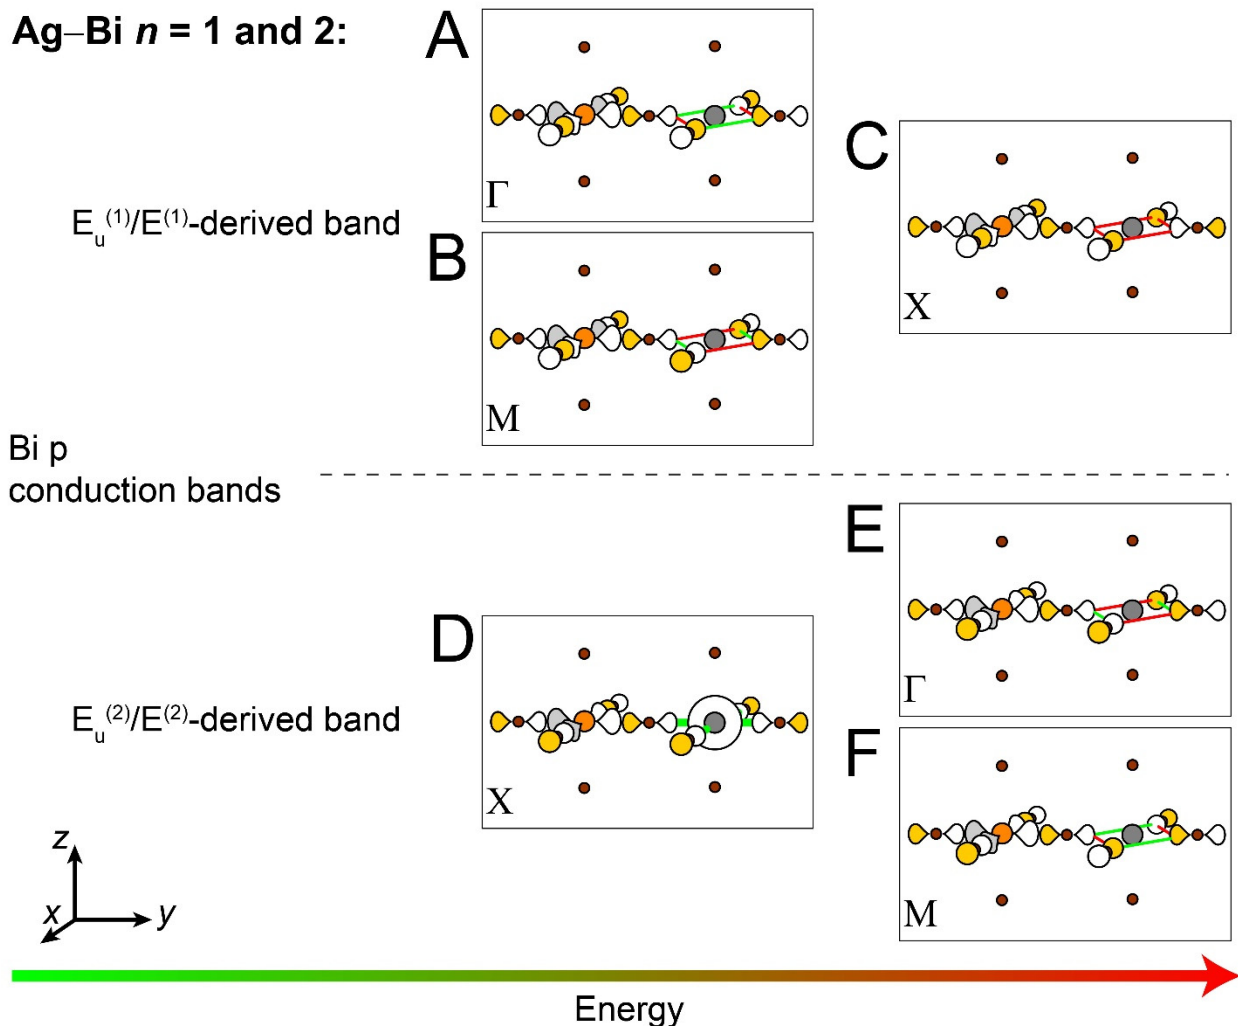 Ag–Bi n = 1 and 2:
A
Γ
C
X
Eᵤ⁽¹⁾/E⁽¹⁾-derived band
B
M
Bi p
conduction bands
E
Γ
D
X
Eᵤ⁽²⁾/E⁽²⁾-derived band
F
M
z
x
y
Energy